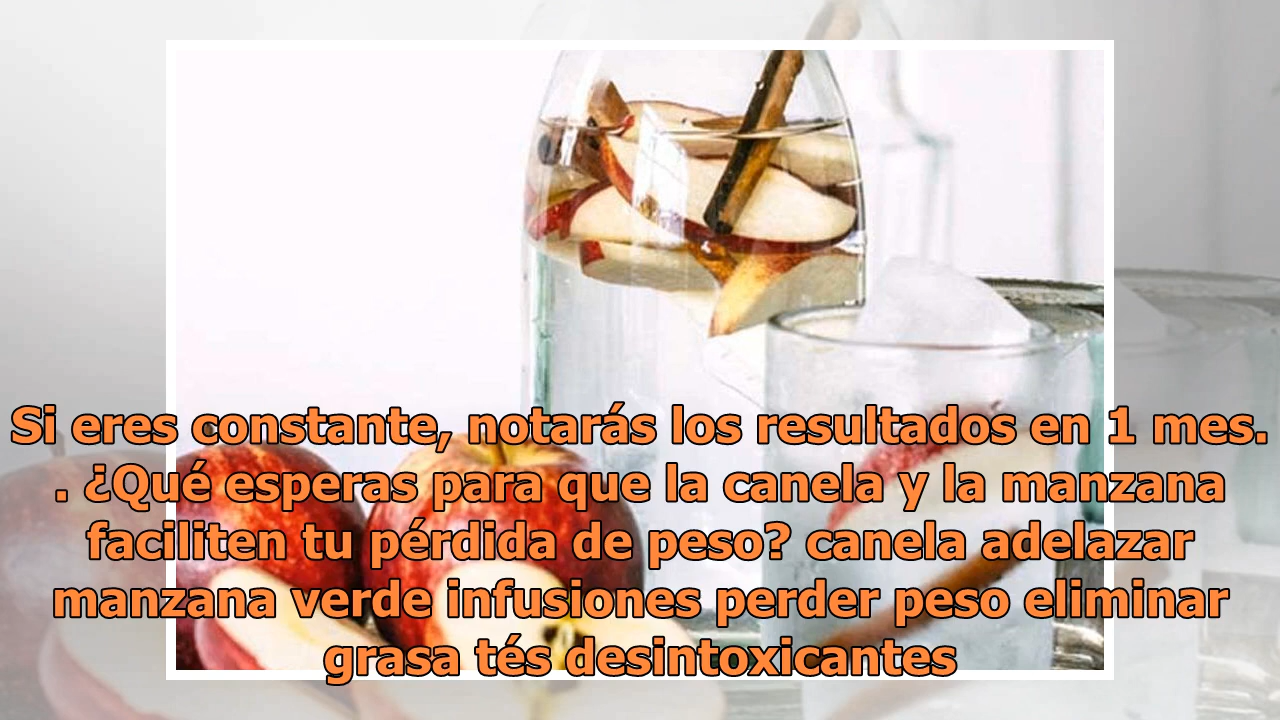 Si eres constante, notarás los resultados en 1 mes.
. ¿Qué esperas para que la canela y la manzana
faciliten tu pérdida de peso? canela adelazar
manzana verde infusiones perder peso eliminar
grasa tés desintoxicantes